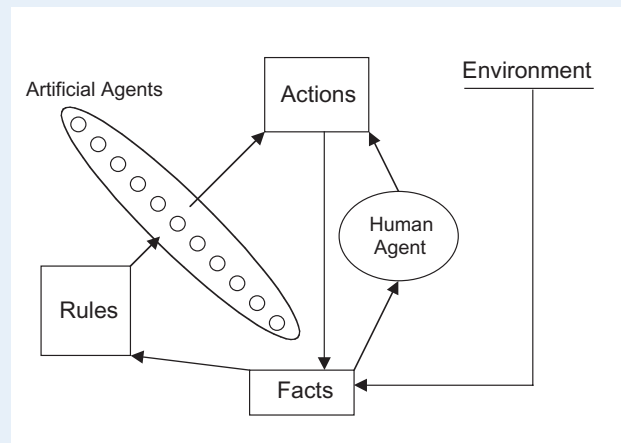 Artificial Agents
Actions
Environment
Human
Agent
Rules
Facts